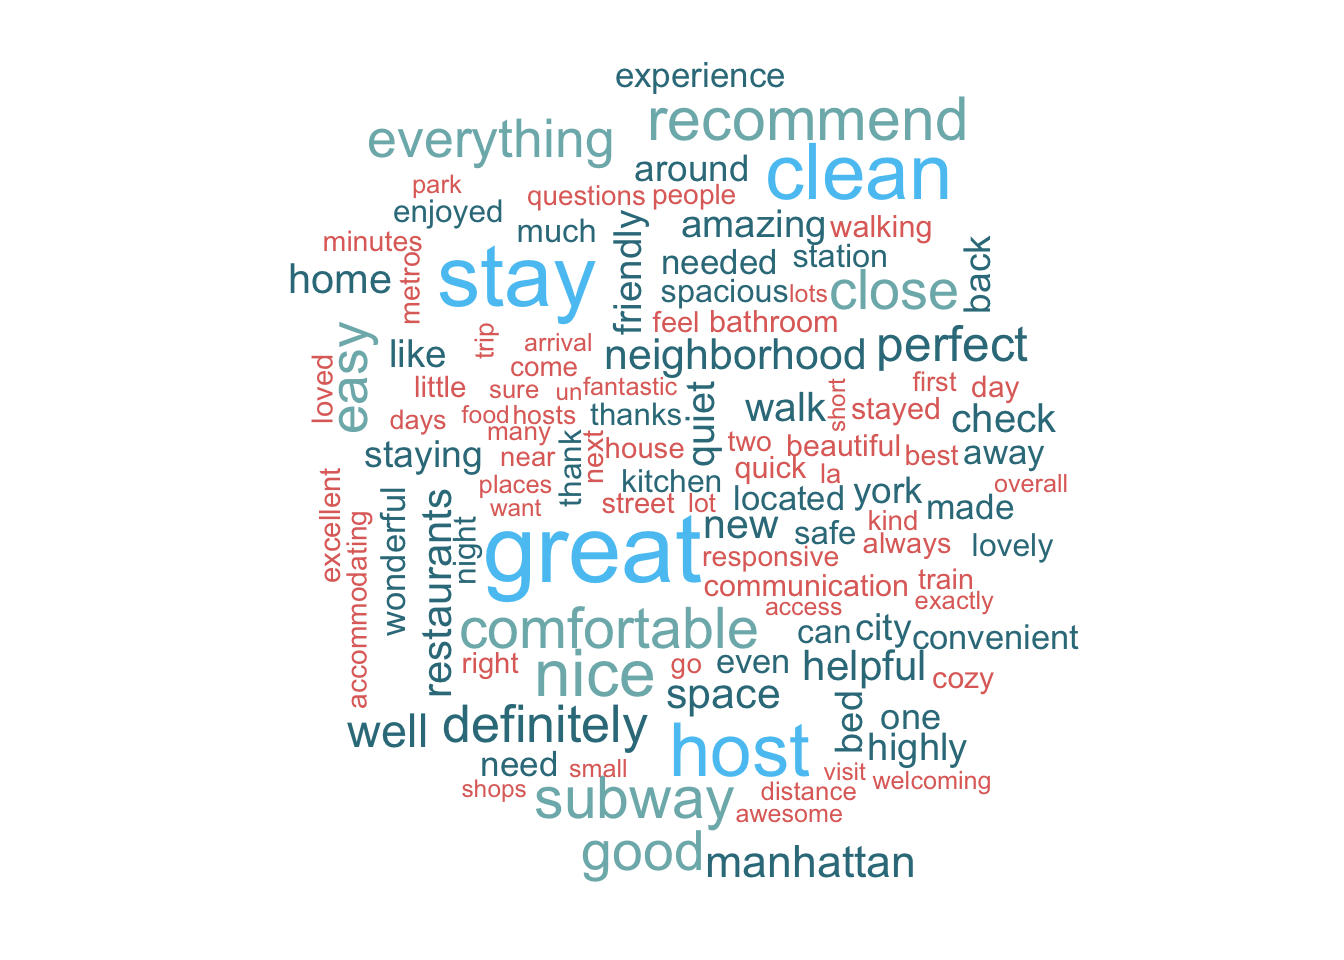 experience
everything
recommend
around
clean
park
questions
people
enjoyed
much
friendly
amazing
walking
minutes
metro
home
stay
needed
station
back
spacious
lots
close
feel
bathroom
trip
arrival
neighborhood
perfect
loved
easy
like
come
little
sure
un
fantastic
quiet
short
first
day
days
food
hosts
thanks
walk
stayed
check
many
staying
near
thank
next
house
two
beautiful
best
away
quick
la
excellent
places
kitchen
located
york
overall
want
street
lot
made
accommodating
wonderful
restaurants
night
great
new
safe
kind
always
lovely
responsive
communication
train
access
exactly
comfortable
can
city
convenient
right
nice
go
even
helpful
cozy
space
well
definitely
host
bed
one
highly
need
small
visit
welcoming
shops
subway
distance
awesome
good
manhattan